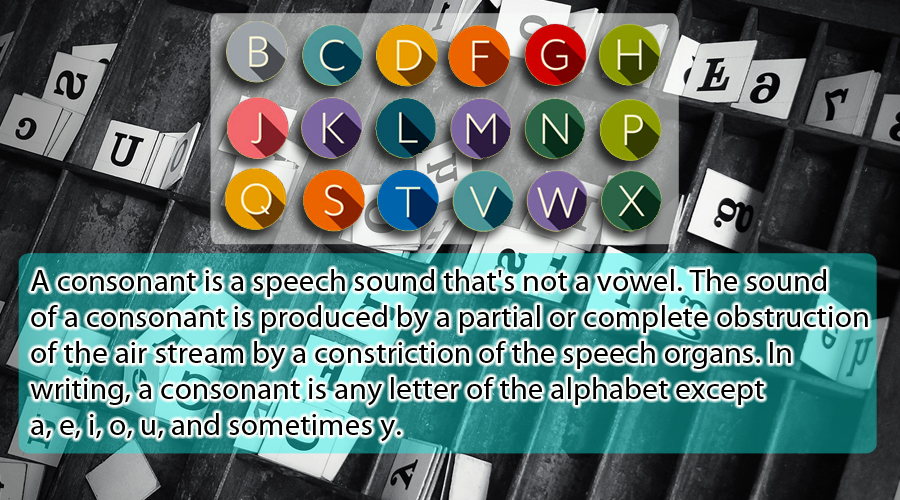 B C D F G H
J K L M N P
Q S T V W X
A consonant is a speech sound that's not a vowel. The sound
of a consonant is produced by a partial or complete obstruction
of the air stream by a constriction of the speech organs. In
writing, a consonant is any letter of the alphabet except
a, e, i, o, u, and sometimes y.